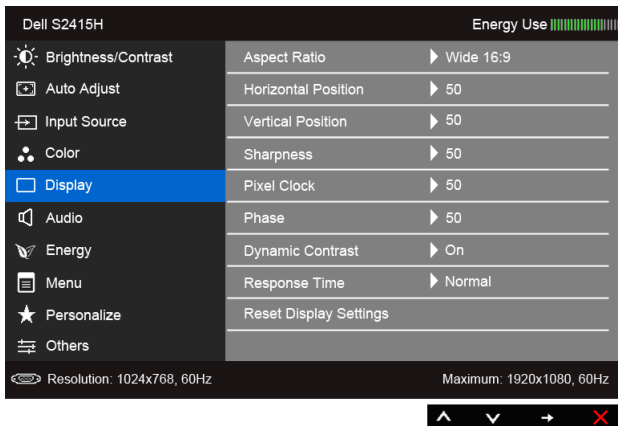 Dell S2415H Energy Use
Brightness/Contrast Aspect Ratio Wide 16:9
Auto Adjust Horizontal Position 50
Input Source Vertical Position 50
Color Sharpness 50
Display Pixel Clock 50
Audio Phase 50
Energy Dynamic Contrast On
Menu Response Time Normal
Personalize Reset Display Settings
Others
Resolution: 1024x768, 60Hz Maximum: 1920x1080, 60Hz